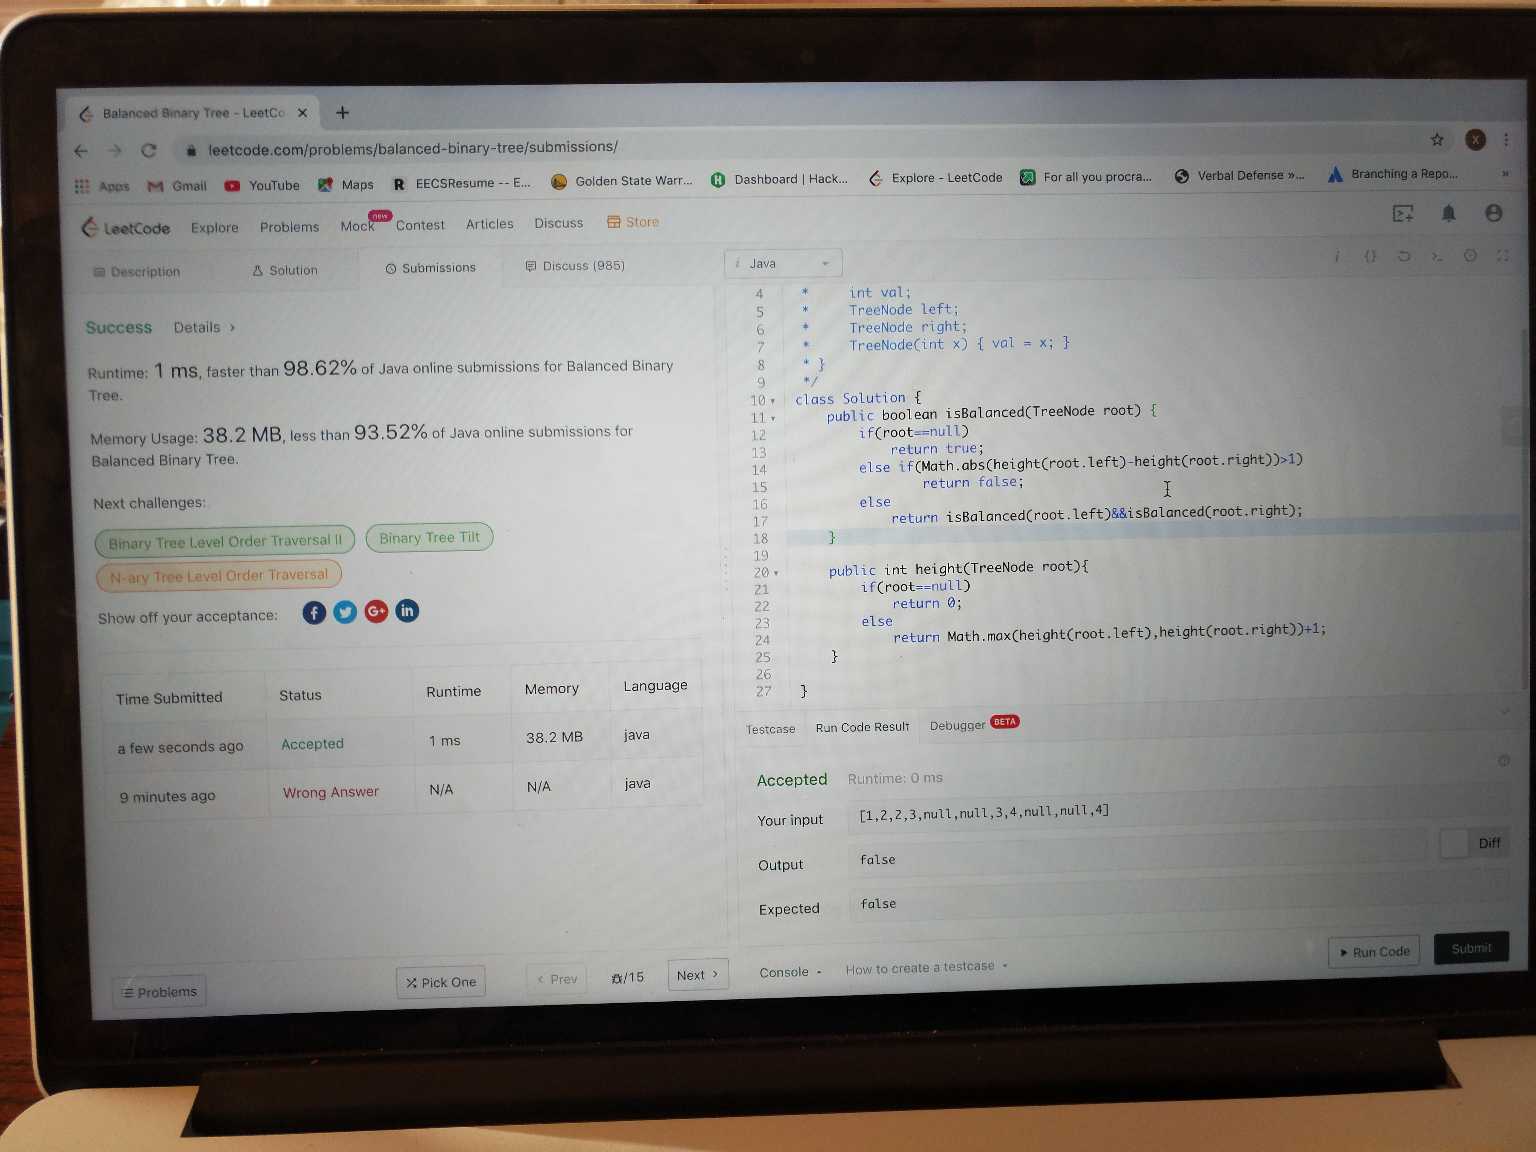 Balanced Binary Tree - LeetCo
leetcode.com/problems/balanced-binary-tree/submissions/
X
Apps Gmail YouTube Maps R EECSResume -- E... Golden State Warr... H Dashboard | Hack... Explore - LeetCode For all you procra... Verbal Defense »... Branching a Repo... »
LeetCode Explore Problems Mock new Contest Articles Discuss Store
Description Solution Submissions Discuss (985)
i Java
Success Details >
Runtime: 1 ms, faster than 98.62% of Java online submissions for Balanced Binary
Tree.
Memory Usage: 38.2 MB, less than 93.52% of Java online submissions for
Balanced Binary Tree.
Next challenges:
Binary Tree Level Order Traversal II Binary Tree Tilt
N-ary Tree Level Order Traversal
Show off your acceptance: f G+ in
Time Submitted Status Runtime Memory Language
a few seconds ago Accepted 1 ms 38.2 MB java
9 minutes ago Wrong Answer N/A N/A java
Problems Pick One < Prev /15 Next >
4 * int val;
5 * TreeNode left;
6 * TreeNode right;
7 * TreeNode(int x) { val = x; }
8 * }
9 */
10 class Solution {
11 public boolean isBalanced(TreeNode root) {
12 if(root==null)
13 return true;
14 else if(Math.abs(height(root.left)-height(root.right))>1)
15 return false;
16 else
17 return isBalanced(root.left)&&isBalanced(root.right);
18 }
19
20 public int height(TreeNode root){
21 if(root==null)
22 return 0;
23 else
24 return Math.max(height(root.left),height(root.right))+1;
25 }
26
27 }
Testcase Run Code Result Debugger BETA
Accepted Runtime: 0 ms
Your input [1,2,2,3,null,null,3,4,null,null,4]
Output false
Diff
Expected false
Console How to create a testcase Run Code Submit